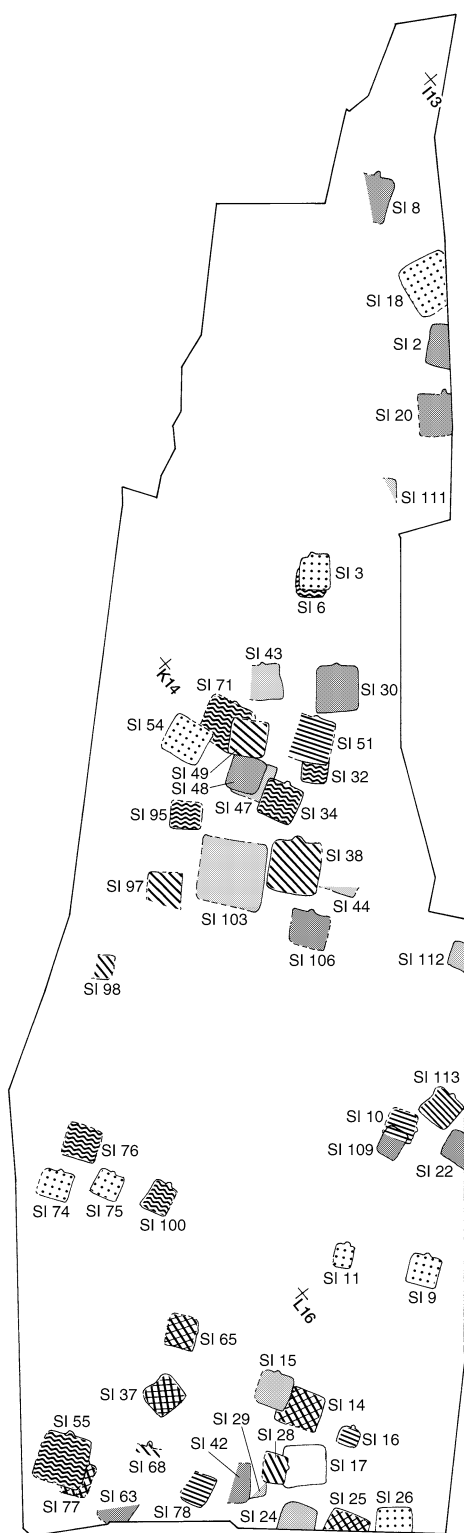 I13
SI 8
SI 18
SI 2
SI 20
SI 111
SI 3
SI 6
SI 43
K14
SI 71
SI 30
SI 54
SI 51
SI 49
SI 32
SI 48
SI 47
SI 34
SI 95
SI 38
SI 97
SI 44
SI 103
SI 106
SI 112
SI 98
SI 113
SI 10
SI 109
SI 22
SI 76
SI 74
SI 75
SI 100
SI 11
SI 9
L16
SI 65
SI 15
SI 37
SI 14
SI 55
SI 29
SI 28
SI 16
SI 42
SI 68
SI 17
SI 77
SI 63
SI 78
SI 24
SI 25
SI 26